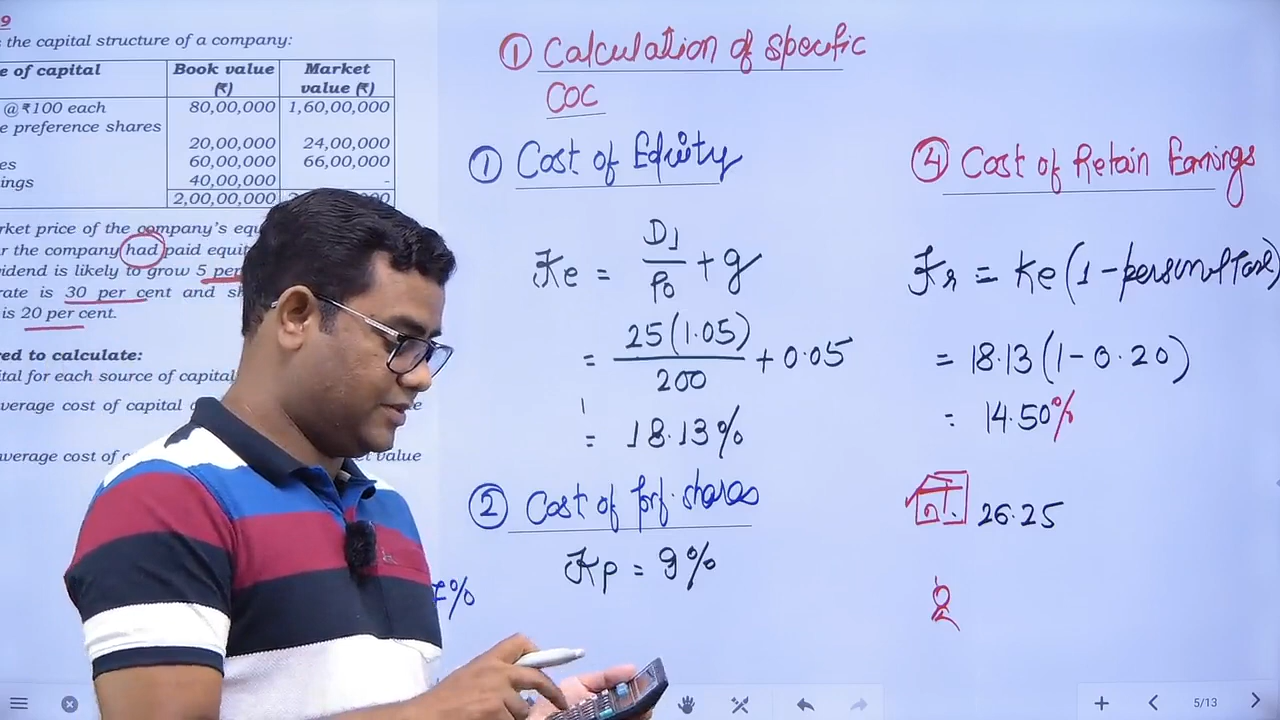 9
the capital structure of a company:
e of capital
Book value (₹)
Market value (₹)
@ ₹100 each
80,00,000
1,60,00,000
e preference shares
20,00,000
24,00,000
es
60,00,000
66,00,000
ings
40,00,000
-
2,00,00,000
rket price of the company's equ
r the company had paid equit
vidend is likely to grow 5 per
rate is 30 per cent and sh
is 20 per cent.
ed to calculate:
ital for each source of capital
verage cost of capital
verage cost of
value
① Calculation of Specific
COC
① Cost of Equity
Ke = D1/P0 + g
= 25(1.05)/200 + 0.05
= 18.13%
② Cost of prf. shares
Kp = 9%
%
④ Cost of Retain Earnings
Kr = Ke (1 - personal tax)
= 18.13 (1 - 0.20)
= 14.50%
26.25
5/13